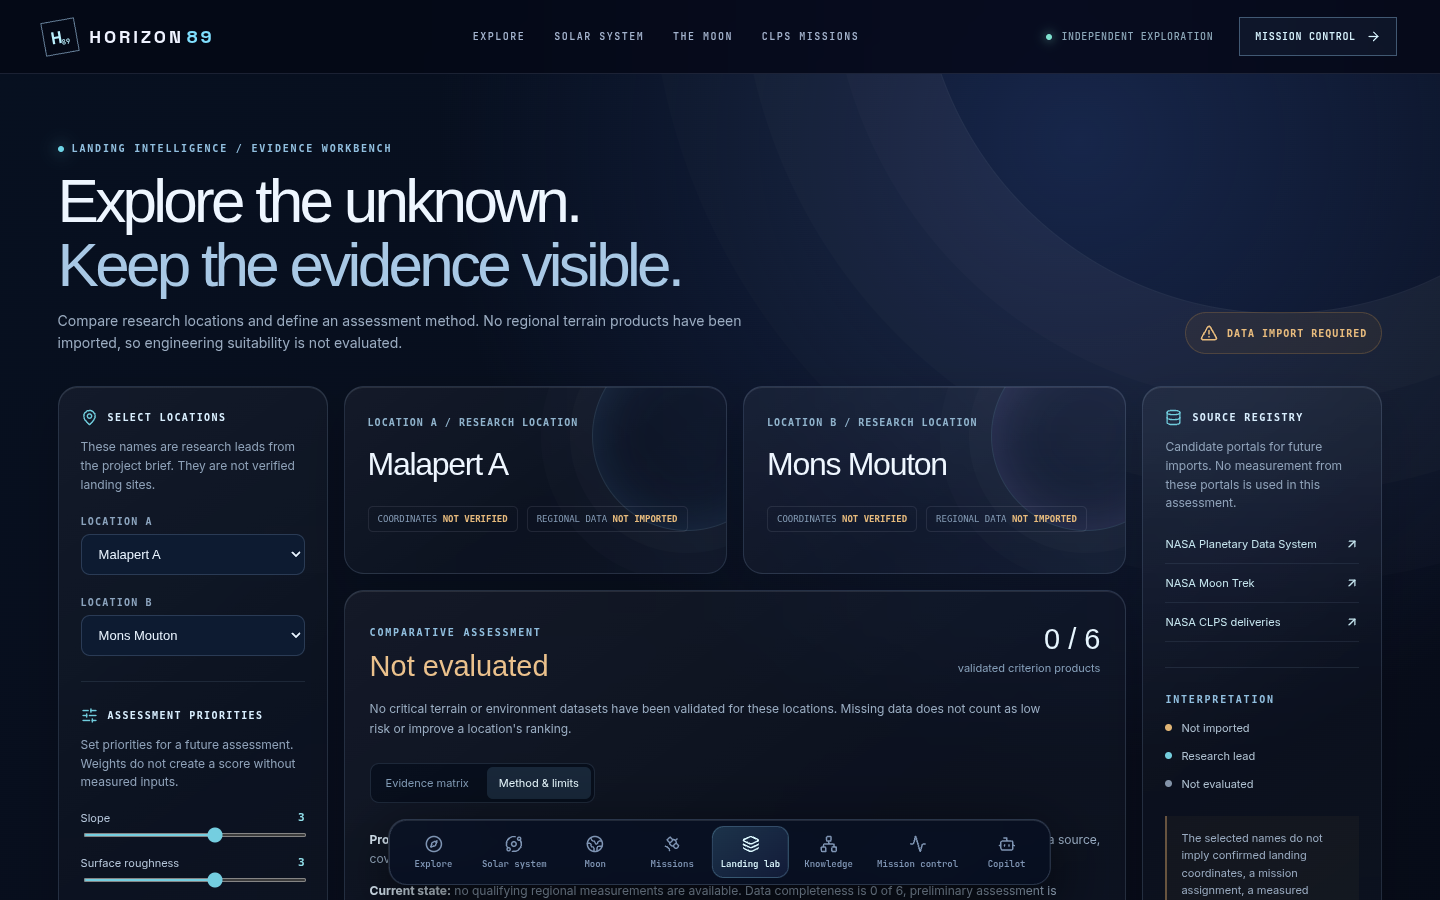 H89
HORIZON 89
EXPLORE
SOLAR SYSTEM
THE MOON
CLPS MISSIONS
INDEPENDENT EXPLORATION
MISSION CONTROL
LANDING INTELLIGENCE / EVIDENCE WORKBENCH
Explore the unknown.
Keep the evidence visible.
Compare research locations and define an assessment method. No regional terrain products have been
imported, so engineering suitability is not evaluated.
DATA IMPORT REQUIRED
SELECT LOCATIONS
These names are research leads from
the project brief. They are not verified
landing sites.
LOCATION A
Malapert A
LOCATION B
Mons Mouton
ASSESSMENT PRIORITIES
Set priorities for a future assessment.
Weights do not create a score without
measured inputs.
Slope 3
Surface roughness 3
LOCATION A / RESEARCH LOCATION
Malapert A
COORDINATES NOT VERIFIED
REGIONAL DATA NOT IMPORTED
LOCATION B / RESEARCH LOCATION
Mons Mouton
COORDINATES NOT VERIFIED
REGIONAL DATA NOT IMPORTED
COMPARATIVE ASSESSMENT
Not evaluated
0 / 6
validated criterion products
No critical terrain or environment datasets have been validated for these locations. Missing data does not count as low
risk or improve a location's ranking.
Evidence matrix
Method & limits
a source,
Current state: no qualifying regional measurements are available. Data completeness is 0 of 6, preliminary assessment is
SOURCE REGISTRY
Candidate portals for future
imports. No measurement from
these portals is used in this
assessment.
NASA Planetary Data System
NASA Moon Trek
NASA CLPS deliveries
INTERPRETATION
Not imported
Research lead
Not evaluated
The selected names do not
imply confirmed landing
coordinates, a mission
assignment, a measured
Explore
Solar system
Moon
Missions
Landing lab
Knowledge
Mission control
Copilot